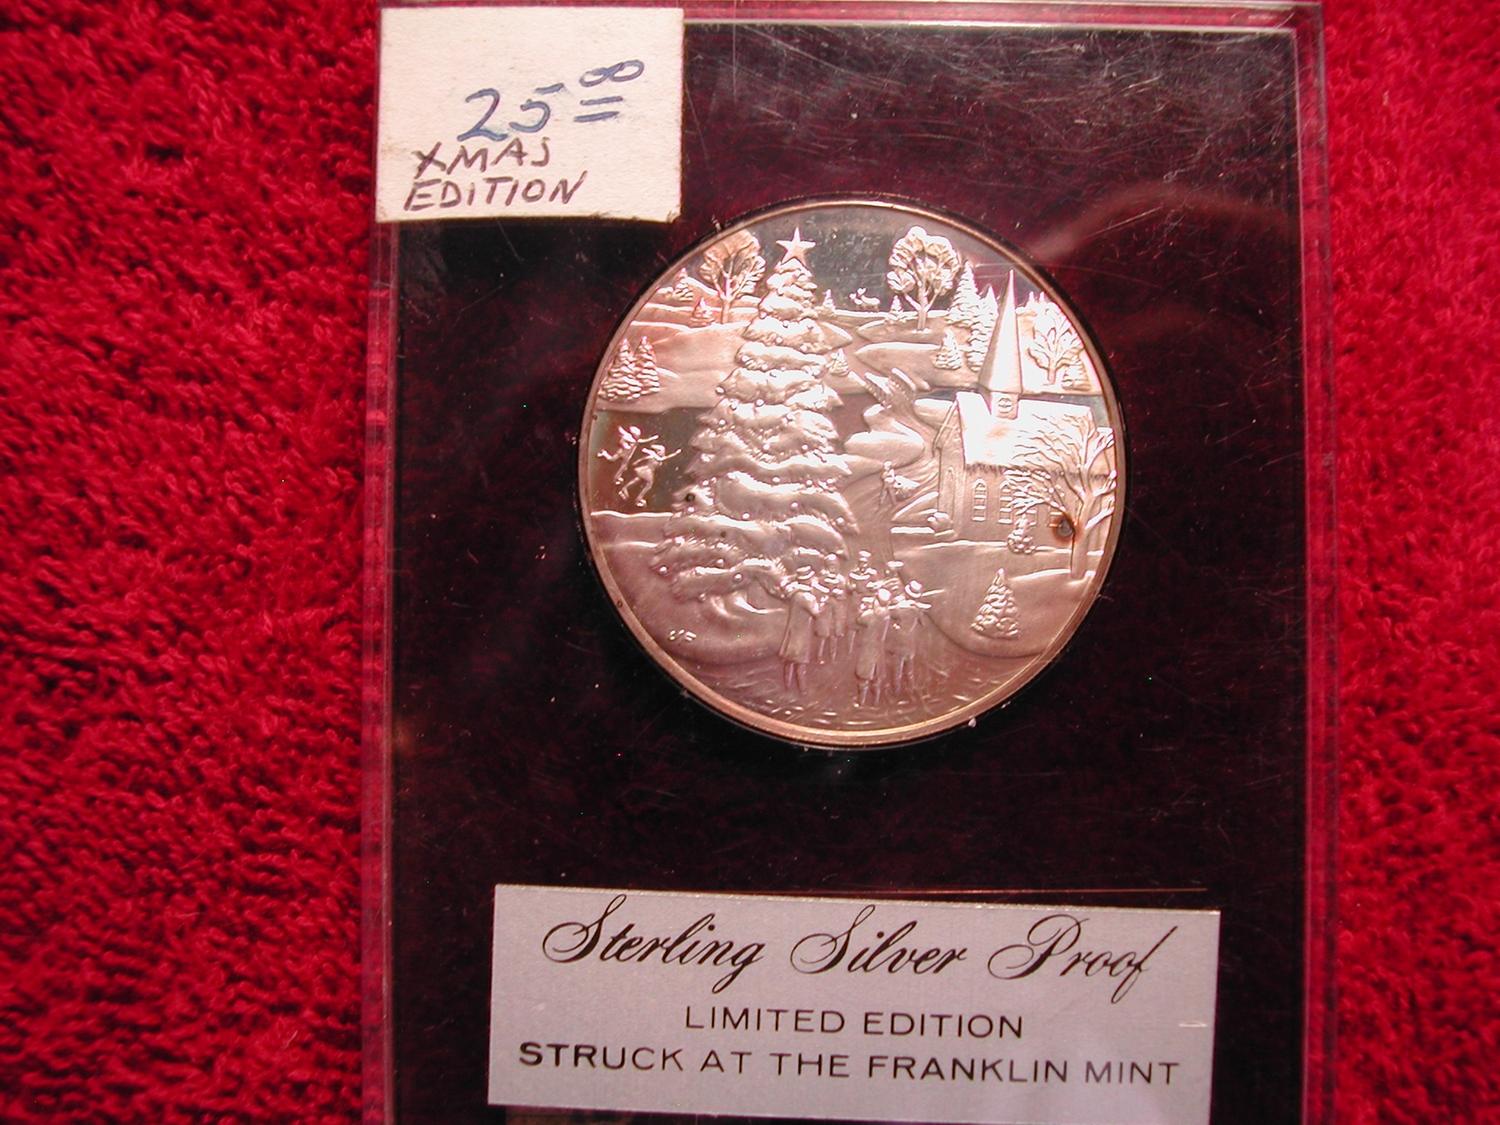 25.00
XMAS
EDITION
Sterling Silver Proof
LIMITED EDITION
STRUCK AT THE FRANKLIN MINT